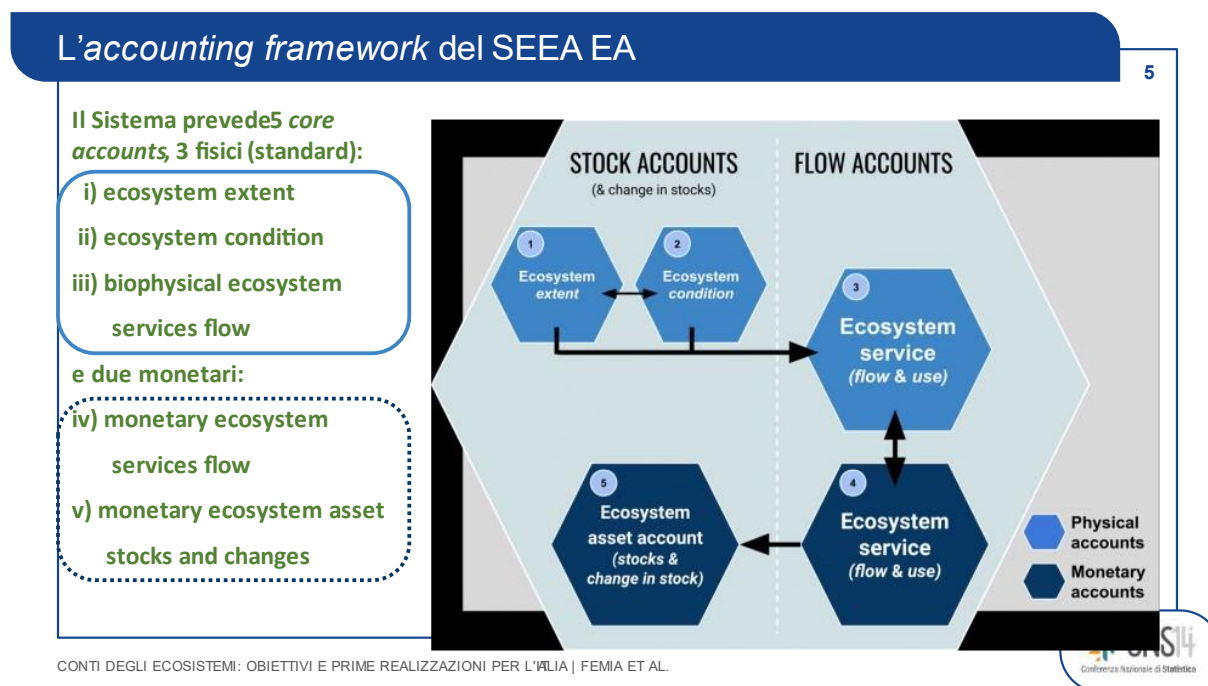 L'accounting framework del SEEA EA
5
Il Sistema prevede5 core
accounts, 3 fisici (standard):
i) ecosystem extent
ii) ecosystem condition
iii) biophysical ecosystem
services flow
e due monetari:
iv) monetary ecosystem
services flow
v) monetary ecosystem asset
stocks and changes
STOCK ACCOUNTS
(& change in stocks)
FLOW ACCOUNTS
1
Ecosystem
extent
2
Ecosystem
condition
3
Ecosystem
service
(flow & use)
5
Ecosystem
asset account
(stocks &
change in stock)
4
Ecosystem
service
(flow & use)
Physical
accounts
Monetary
accounts
CONTI DEGLI ECOSISTEMI: OBIETTIVI E PRIME REALIZZAZIONI PER L'ITALIA | FEMIA ET AL.
Conferenza Nazionale di Statistica